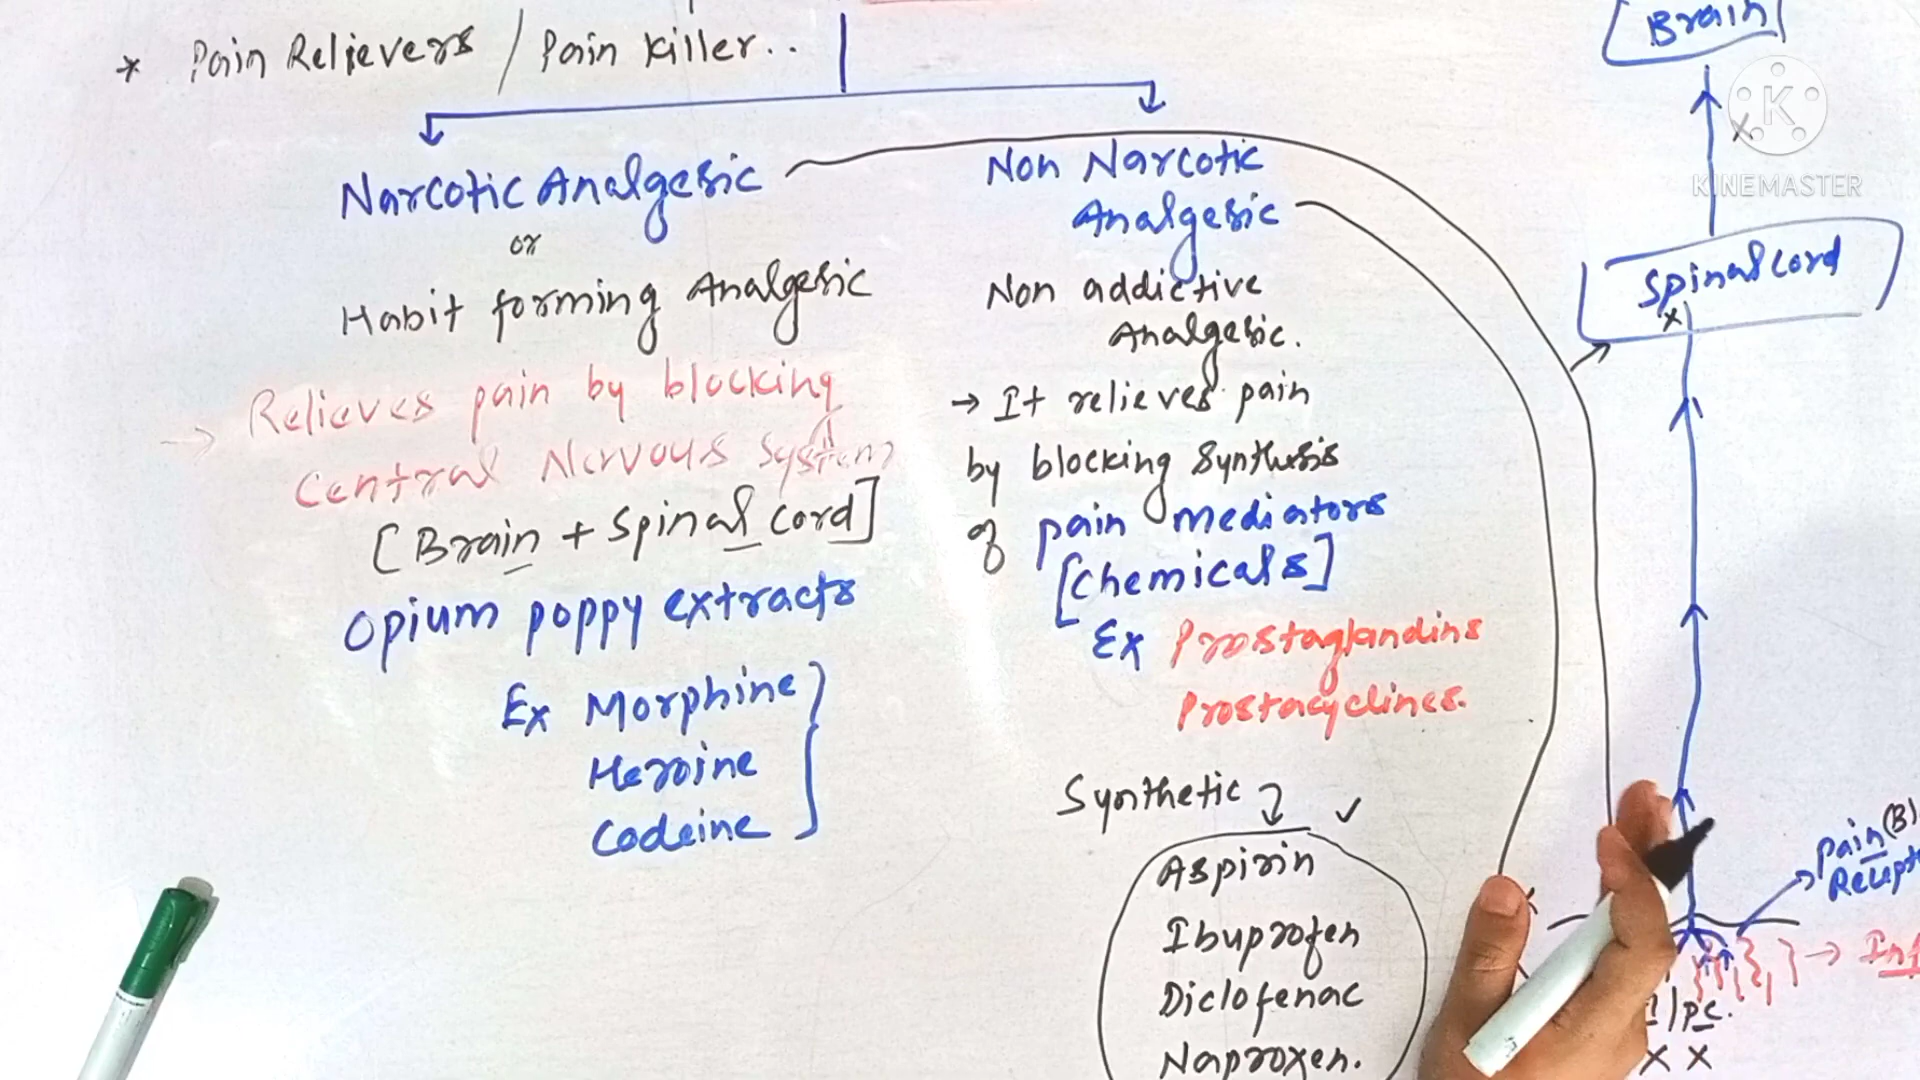 * Pain Relievers / Pain Killer..
Narcotic Analgesic
or
Habit forming Analgesic
→ Relieves pain by blocking
Central Nervous System
[Brain + Spinal cord]
Opium poppy extracts
Ex Morphine
Heroine
Codeine
Non Narcotic
Analgesic
Non addictive
Analgesic.
→ It relieves pain
by blocking synthesis
of pain mediators
[chemicals]
Ex Prostaglandins
Prostacyclines.
Synthetic
Aspirin
Ibuprofen
Diclofenac
Naproxen.
Brain
x
K
KINEMASTER
Spinal cord
x
Pain (B)
→ Inf
/Pc.
x x